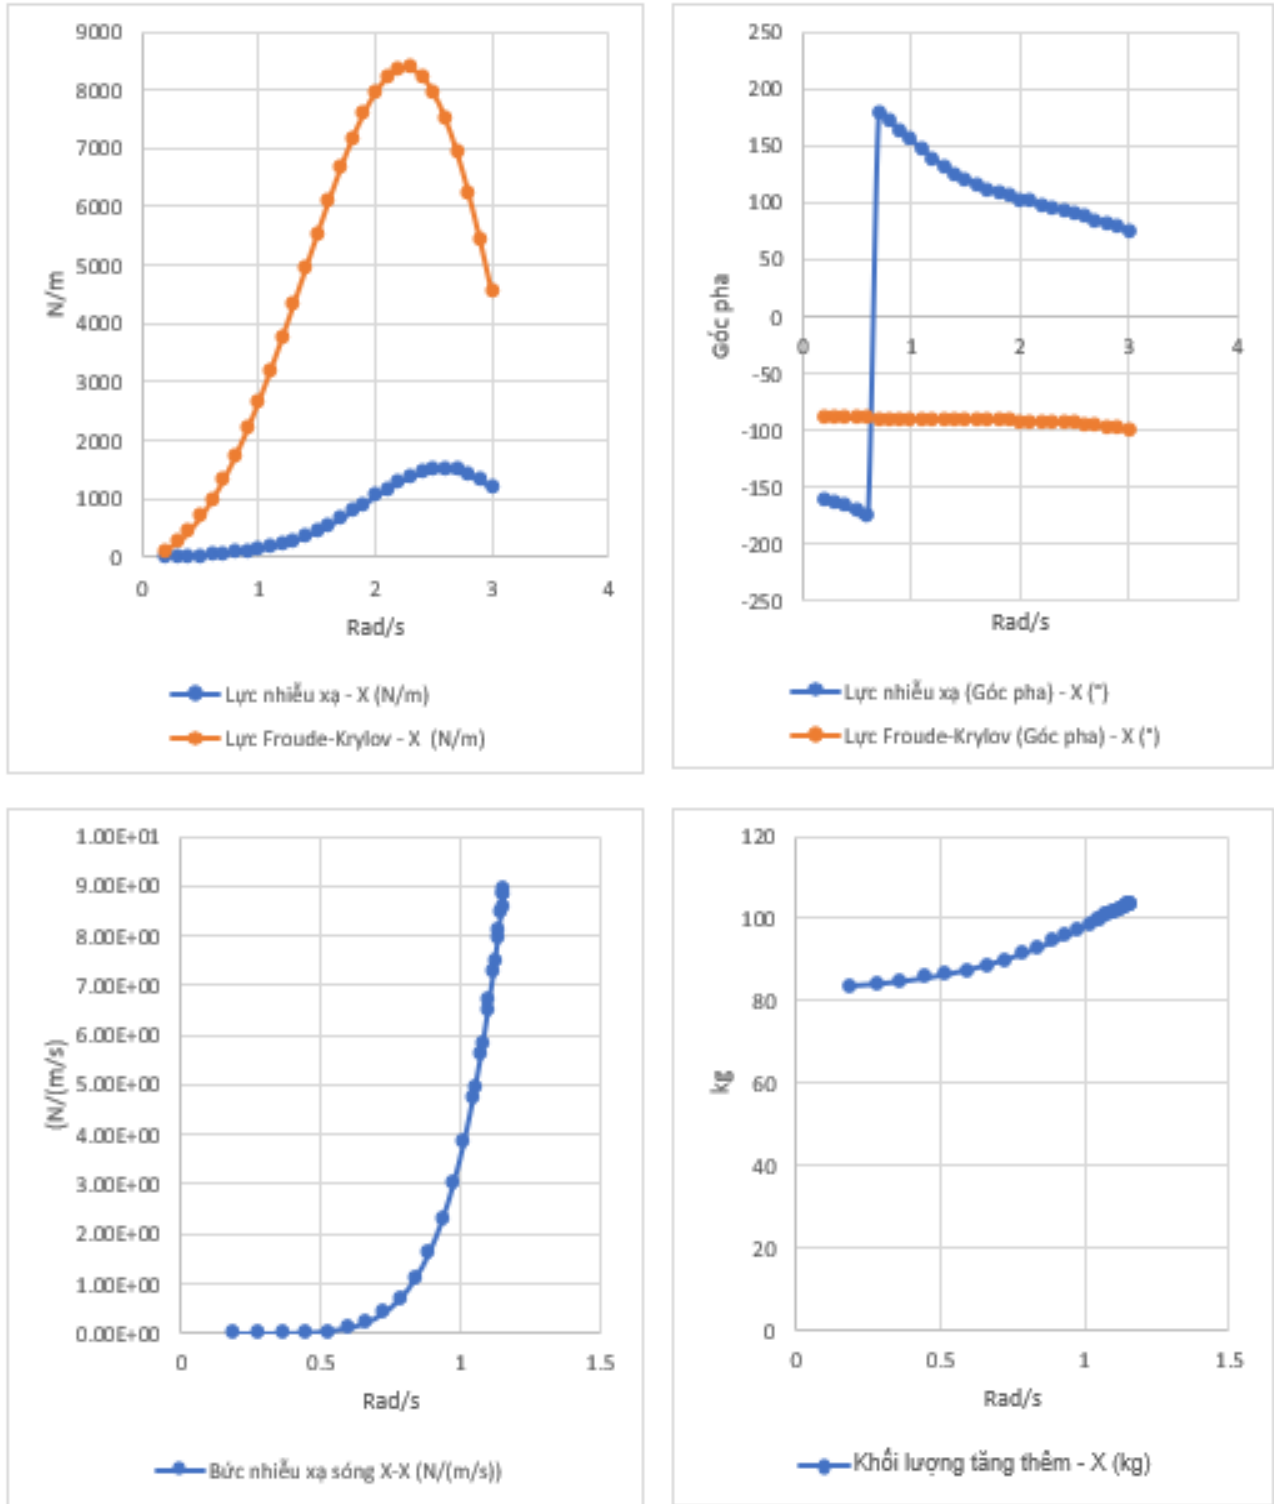 9000
8000
7000
6000
5000
4000
3000
2000
1000
0
N/m
0 1 2 3 4
Rad/s
Lực nhiễu xạ - X (N/m)
Lực Froude-Krylov - X (N/m)
250
200
150
100
50
0
-50
-100
-150
-200
-250
Góc pha
0 1 2 3 4
Rad/s
Lực nhiễu xạ (Góc pha) - X (°)
Lực Froude-Krylov (Góc pha) - X (°)
1.00E+01
9.00E+00
8.00E+00
7.00E+00
6.00E+00
5.00E+00
4.00E+00
3.00E+00
2.00E+00
1.00E+00
0.00E+00
(N/(m/s)
0 0.5 1 1.5
Rad/s
Bức nhiễu xạ sóng X-X (N/(m/s))
120
100
80
60
40
20
0
kg
0 0.5 1 1.5
Rad/s
Khối lượng tăng thêm - X (kg)